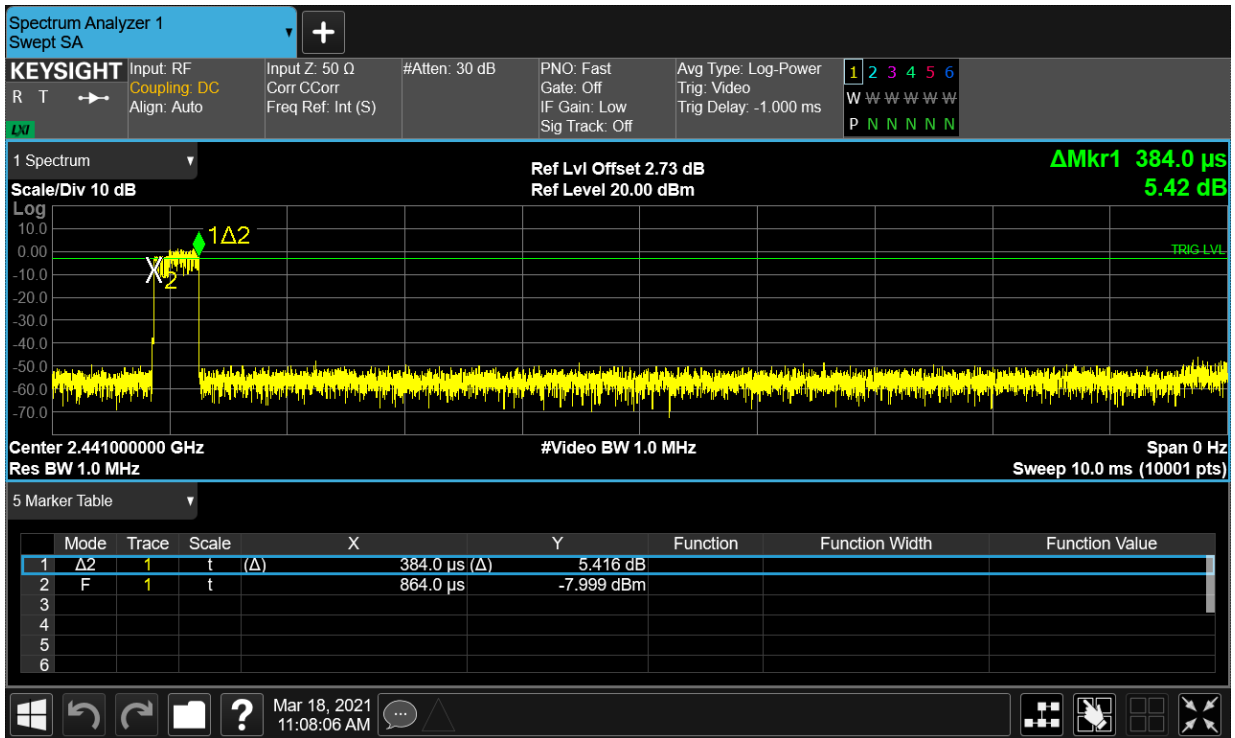 Spectrum Analyzer 1
Swept SA
KEYSIGHT
R T
LXI
Input: RF
Coupling: DC
Align: Auto
Input Z: 50 Ω
Corr CCorr
Freq Ref: Int (S)
#Atten: 30 dB
PNO: Fast
Gate: Off
IF Gain: Low
Sig Track: Off
Avg Type: Log-Power
Trig: Video
Trig Delay: -1.000 ms
1 2 3 4 5 6
W W W W W W
P N N N N N
1 Spectrum
Scale/Div 10 dB
Ref Lvl Offset 2.73 dB
Ref Level 20.00 dBm
ΔMkr1 384.0 µs
5.42 dB
Log
10.0
0.00
-10.0
-20.0
-30.0
-40.0
-50.0
-60.0
-70.0
1Δ2
X
2
TRIG LVL
Center 2.441000000 GHz
#Video BW 1.0 MHz
Span 0 Hz
Res BW 1.0 MHz
Sweep 10.0 ms (10001 pts)
5 Marker Table
Mode Trace Scale X Y Function Function Width Function Value
1 Δ2 1 t (Δ) 384.0 µs (Δ) 5.416 dB
2 F 1 t 864.0 µs -7.999 dBm
3
4
5
6
?
Mar 18, 2021
11:08:06 AM